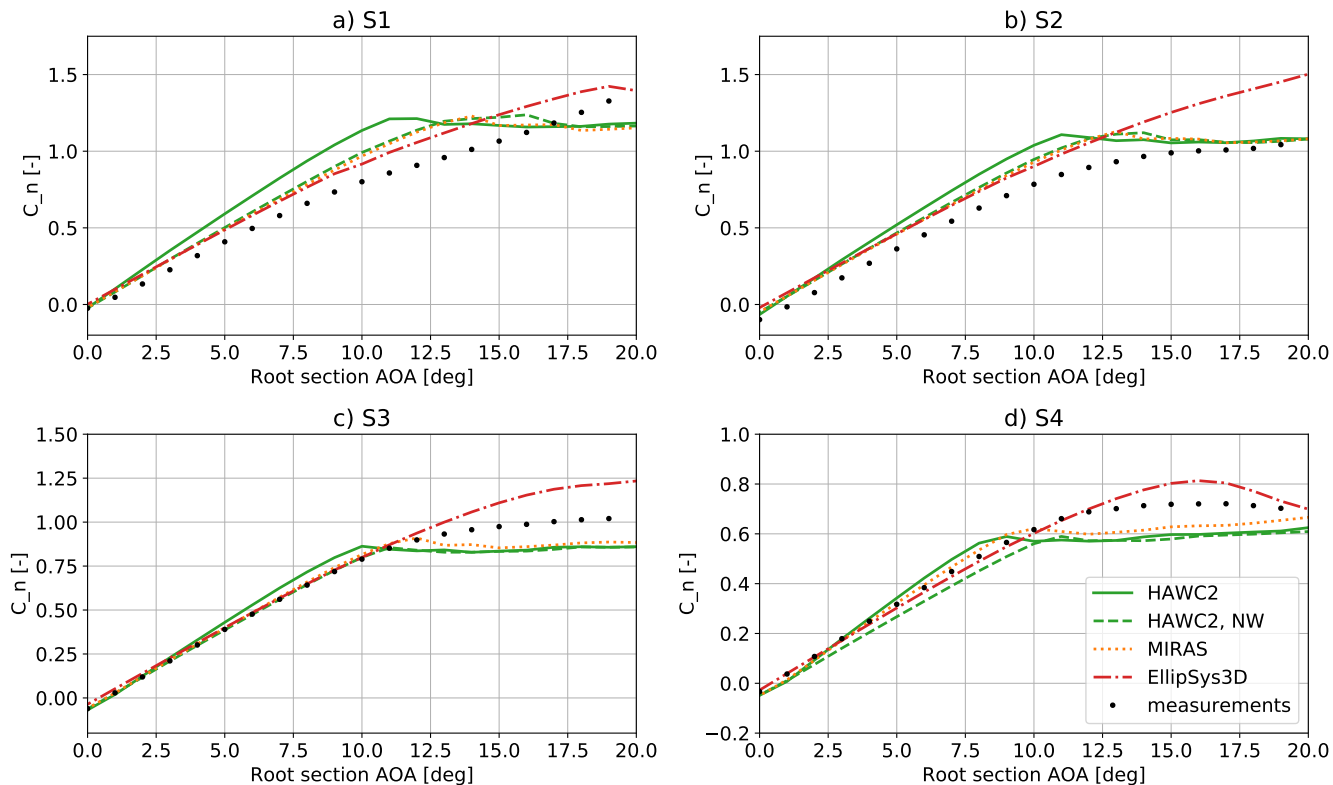 a) S1
C_n [-]
1.5
1.0
0.5
0.0
0.0 2.5 5.0 7.5 10.0 12.5 15.0 17.5 20.0
Root section AOA [deg]
b) S2
C_n [-]
1.5
1.0
0.5
0.0
0.0 2.5 5.0 7.5 10.0 12.5 15.0 17.5 20.0
Root section AOA [deg]
c) S3
C_n [-]
1.50
1.25
1.00
0.75
0.50
0.25
0.00
0.0 2.5 5.0 7.5 10.0 12.5 15.0 17.5 20.0
Root section AOA [deg]
d) S4
C_n [-]
1.0
0.8
0.6
0.4
0.2
0.0
−0.2
HAWC2
HAWC2, NW
MIRAS
EllipSys3D
measurements
0.0 2.5 5.0 7.5 10.0 12.5 15.0 17.5 20.0
Root section AOA [deg]